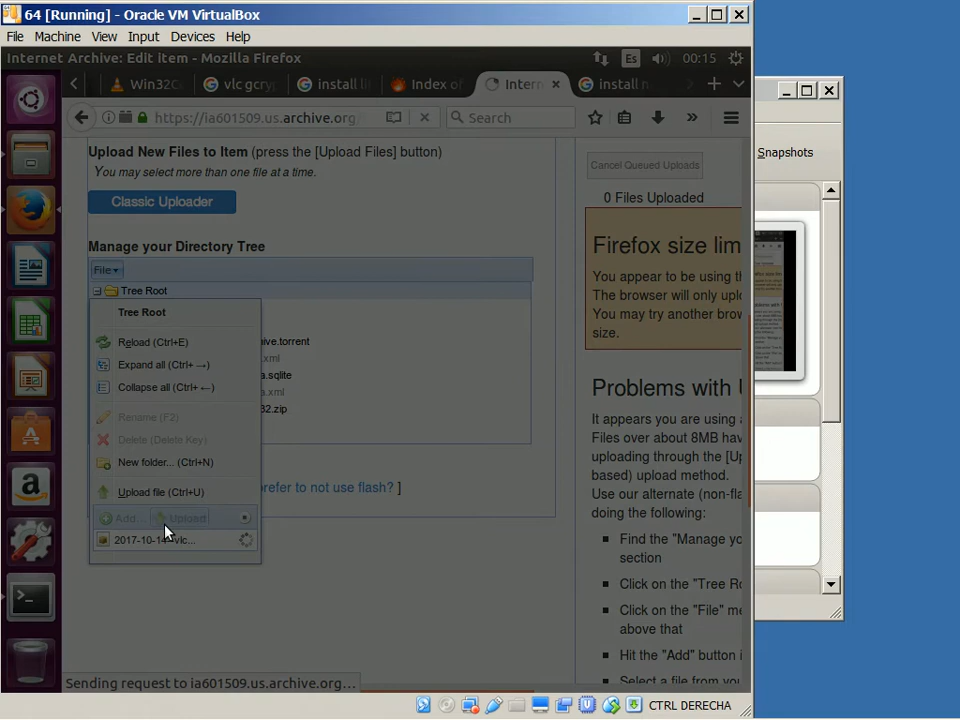 64 [Running] - Oracle VM VirtualBox
File Machine View Input Devices Help
Internet Archive: Edit item - Mozilla Firefox
Es
00:15
Win32
vlc gcry
install li
Index of
Intern
install n
https://ia601509.us.archive.org
Search
Upload New Files to Item (press the [Upload Files] button)
You may select more than one file at a time.
Classic Uploader
Manage your Directory Tree
File
Tree Root
Tree Root
Reload (Ctrl+E)
Expand all (Ctrl+ →)
Collapse all (Ctrl+ ←)
Rename (F2)
Delete (Delete Key)
New folder... (Ctrl+N)
Upload file (Ctrl+U)
Add... Upload
2017-10-14--vlc...
hive.torrent
.xml
a.sqlite
.xml
32.zip
prefer to not use flash? ]
Cancel Queued Uploads
0 Files Uploaded
Firefox size lim
You appear to be using t
The browser will only uplo
You may try another brow
size.
Problems with U
It appears you are using a
Files over about 8MB hav
uploading through the [Up
based) upload method.
Use our alternate (non-fla
doing the following:
Find the "Manage yo
section
Click on the "Tree Ro
Click on the "File" me
above that
Hit the "Add" button i
Select a file from you
Sending request to ia601509.us.archive.org...
CTRL DERECHA
Snapshots